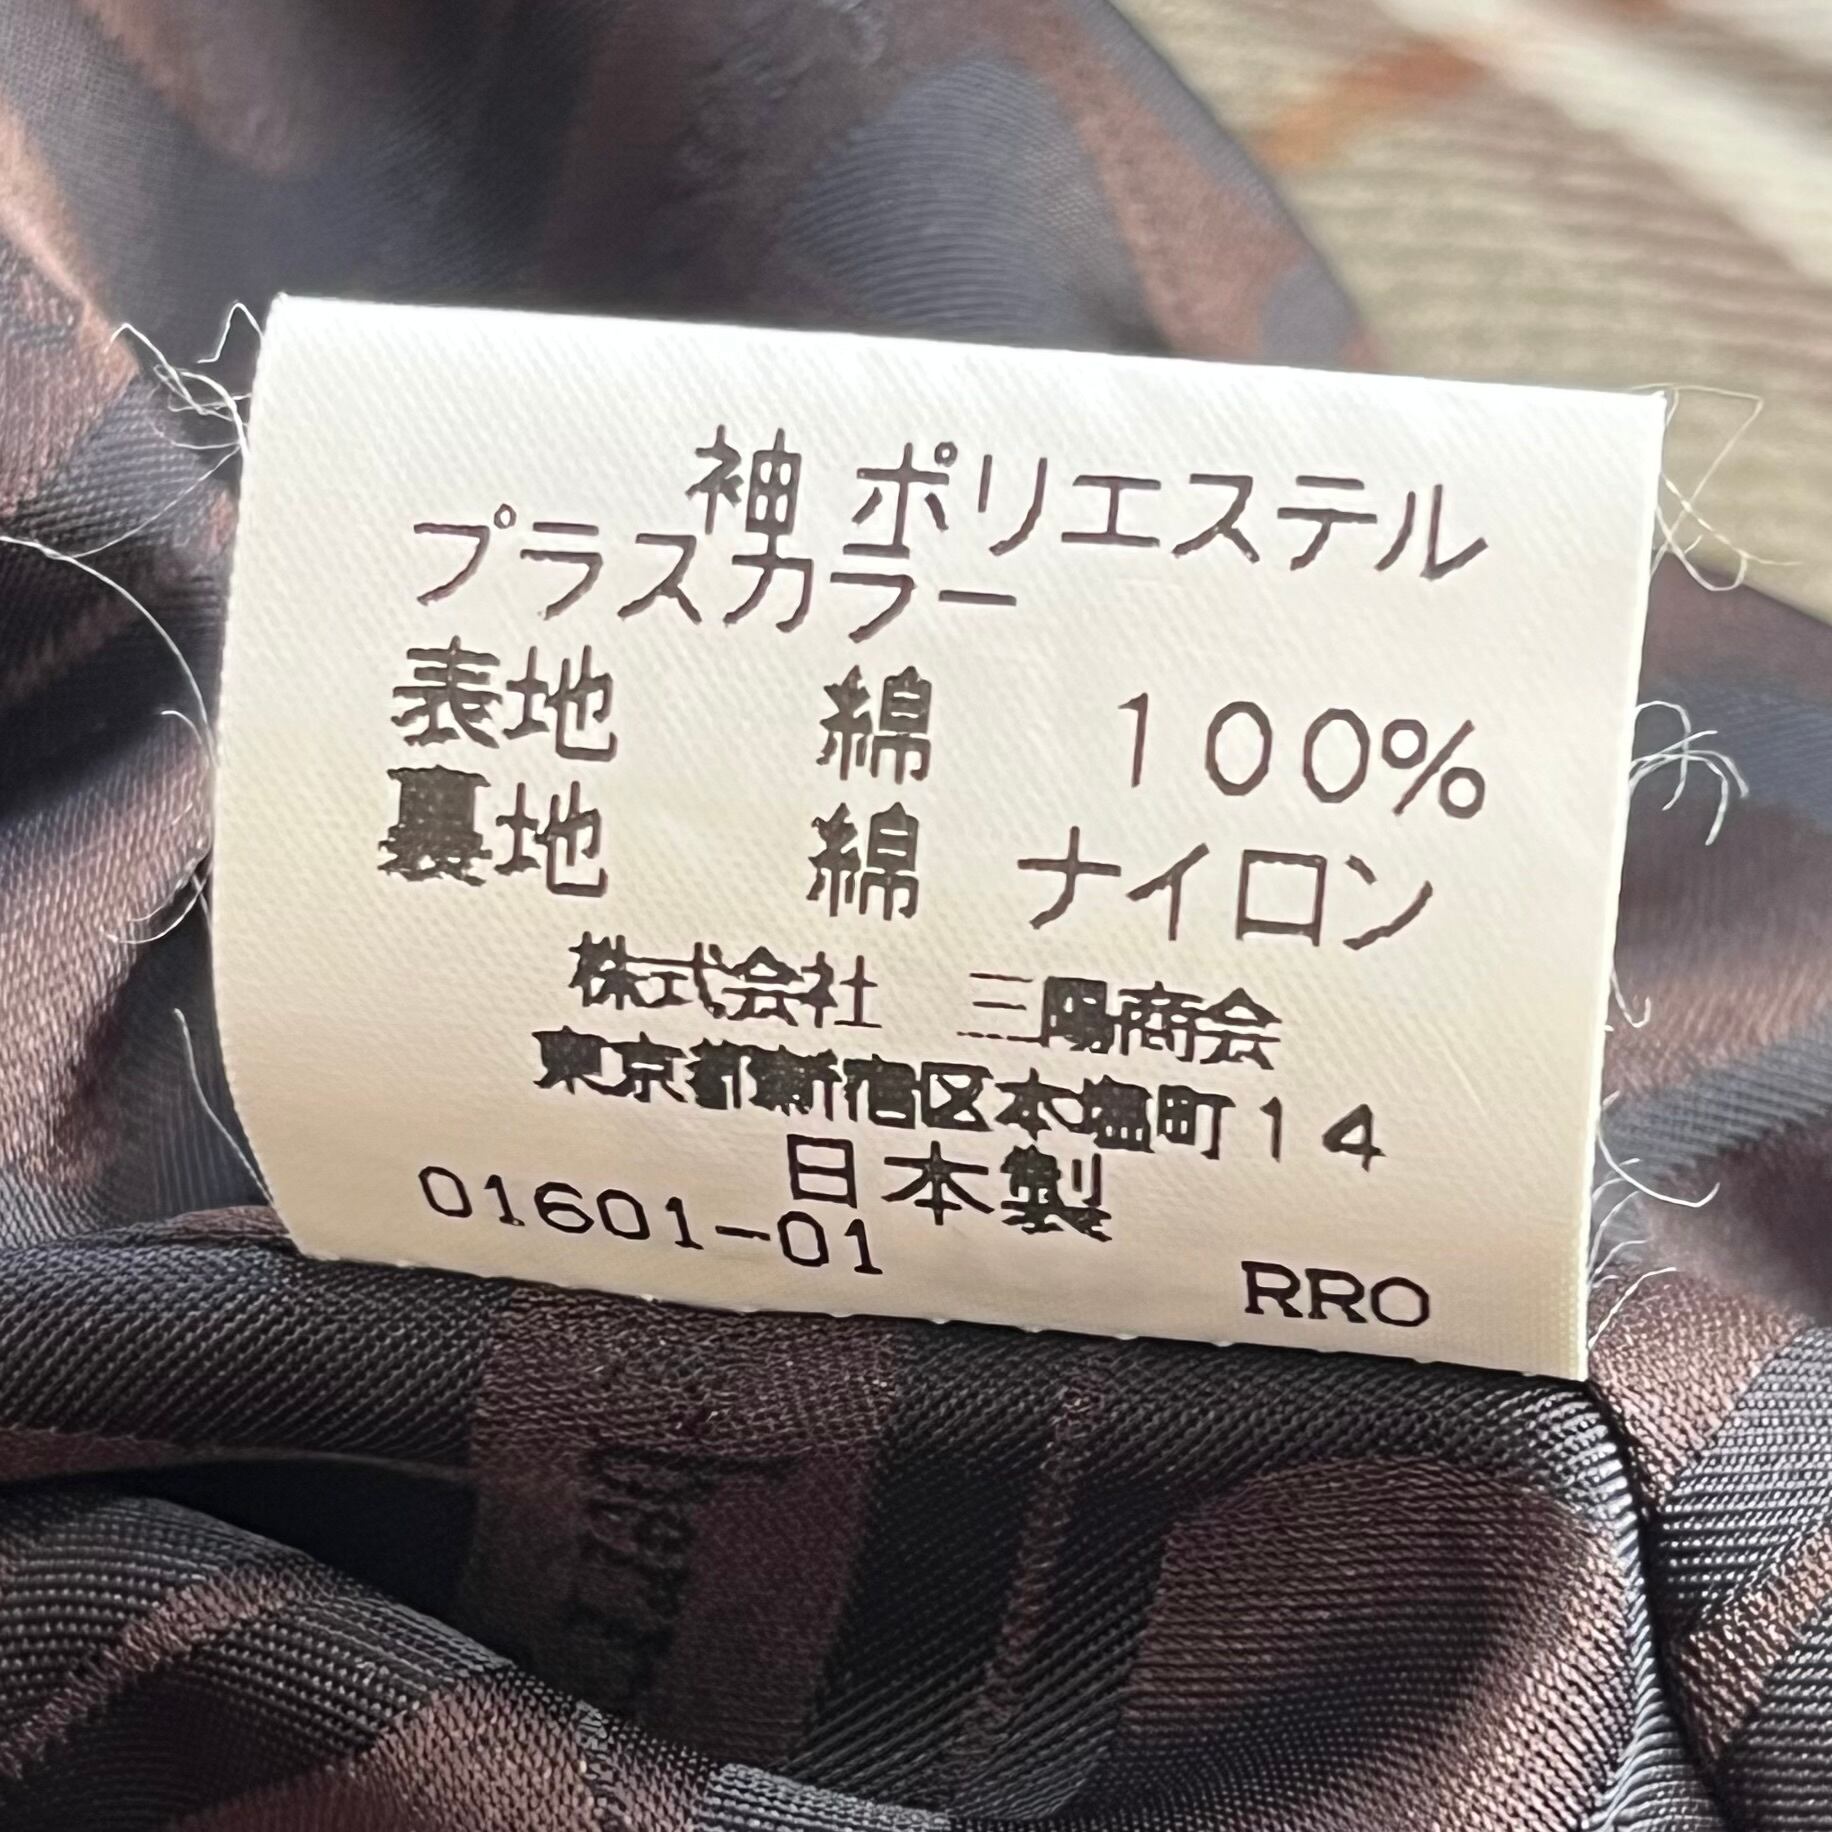 袖 ポリエステル
プラスカラー
表地 綿 100%
裏地 綿 ナイロン
株式会社 三陽商会
東京都新宿区本塩町14
日本製
01601-01 RRO